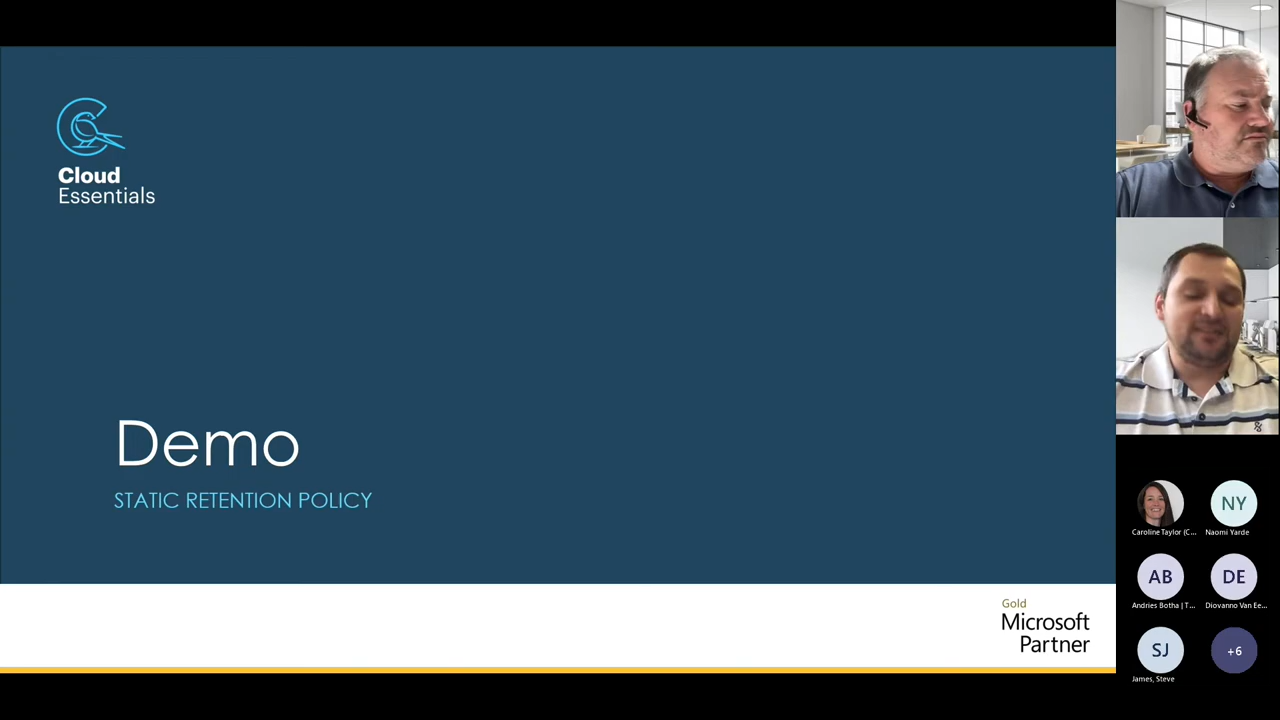 Cloud
Essentials
Demo
STATIC RETENTION POLICY
Gold
Microsoft
Partner
Caroline Taylor (C...
NY
Naomi Yarde
AB
Andries Botha | T...
DE
Diovanno Van Ee...
SJ
James, Steve
+6